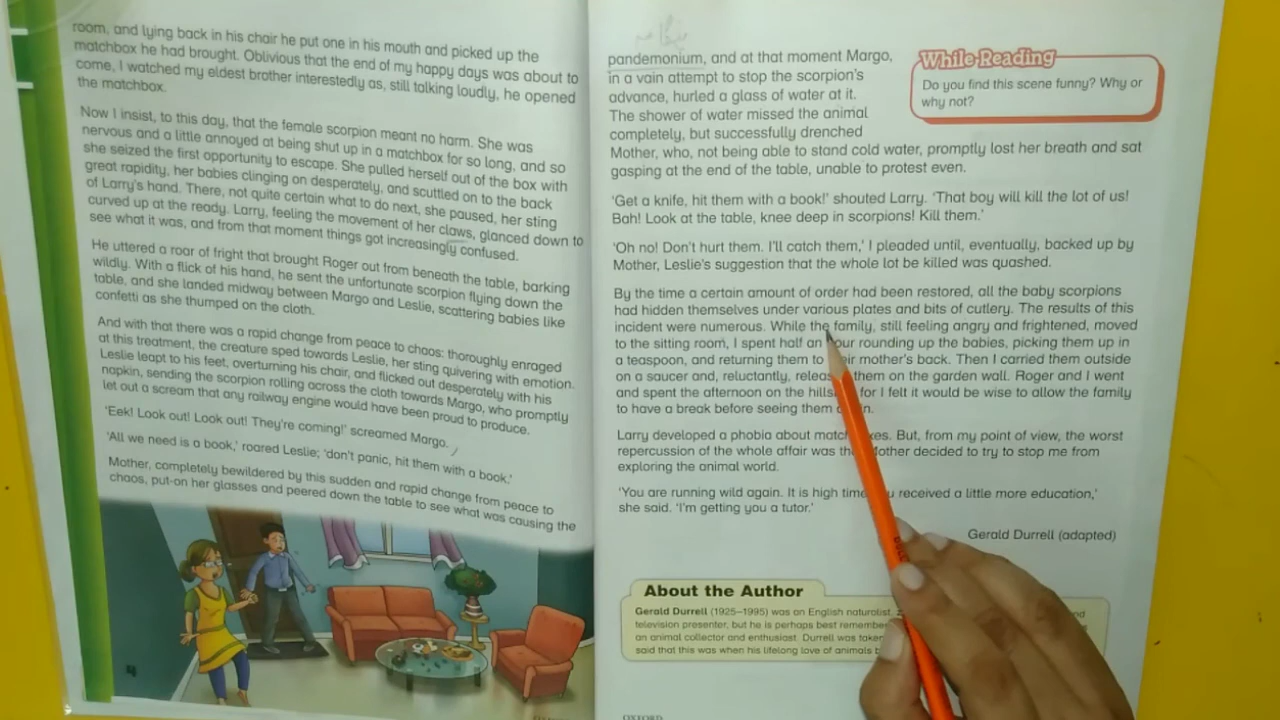 room, and lying back in his chair he put one in his mouth and picked up the
matchbox he had brought. Oblivious that the end of my happy days was about to
come, I watched my eldest brother interestedly as, still talking loudly, he opened
the matchbox.
Now I insist, to this day, that the female scorpion meant no harm. She was
nervous and a little annoyed at being shut up in a matchbox for so long, and so
she seized the first opportunity to escape. She pulled herself out of the box with
great rapidity, her babies clinging on desperately, and scuttled on to the back
of Larry's hand. There, not quite certain what to do next, she paused, her sting
curved up at the ready. Larry, feeling the movement of her claws, glanced down to
see what it was, and from that moment things got increasingly confused.
He uttered a roar of fright that brought Roger out from beneath the table, barking
wildly. With a flick of his hand, he sent the unfortunate scorpion flying down the
table, and she landed midway between Margo and Leslie, scattering babies like
confetti as she thumped on the cloth.
And with that there was a rapid change from peace to chaos: thoroughly enraged
at this treatment, the creature sped towards Leslie, her sting quivering with emotion.
Leslie leapt to his feet, overturning his chair, and flicked out desperately with his
napkin, sending the scorpion rolling across the cloth towards Margo, who promptly
let out a scream that any railway engine would have been proud to produce.
'Eek! Look out! Look out! They're coming!' screamed Margo.
'All we need is a book,' roared Leslie; 'don't panic, hit them with a book.'
Mother, completely bewildered by this sudden and rapid change from peace to
chaos, put-on her glasses and peered down the table to see what was causing the
pandemonium, and at that moment Margo,
in a vain attempt to stop the scorpion's
advance, hurled a glass of water at it.
The shower of water missed the animal
completely, but successfully drenched
Mother, who, not being able to stand cold water, promptly lost her breath and sat
gasping at the end of the table, unable to protest even.
While-Reading
Do you find this scene funny? Why or
why not?
'Get a knife, hit them with a book!' shouted Larry. 'That boy will kill the lot of us!
Bah! Look at the table, knee deep in scorpions! Kill them.'
'Oh no! Don't hurt them. I'll catch them,' I pleaded until, eventually, backed up by
Mother, Leslie's suggestion that the whole lot be killed was quashed.
By the time a certain amount of order had been restored, all the baby scorpions
had hidden themselves under various plates and bits of cutlery. The results of this
incident were numerous. While the family, still feeling angry and frightened, moved
to the sitting room, I spent half an hour rounding up the babies, picking them up in
a teaspoon, and returning them to their mother's back. Then I carried them outside
on a saucer and, reluctantly, released them on the garden wall. Roger and I went
and spent the afternoon on the hills for I felt it would be wise to allow the family
to have a break before seeing them again.
Larry developed a phobia about matchboxes. But, from my point of view, the worst
repercussion of the whole affair was that Mother decided to try to stop me from
exploring the animal world.
'You are running wild again. It is high time you received a little more education,'
she said. 'I'm getting you a tutor.'
Gerald Durrell (adapted)
About the Author
Gerald Durrell (1925–1995) was an English naturalist,
television presenter, but he is perhaps best
an animal collector and enthusiast. Durrell was
said that this was when his lifelong love of animals
OXFORD